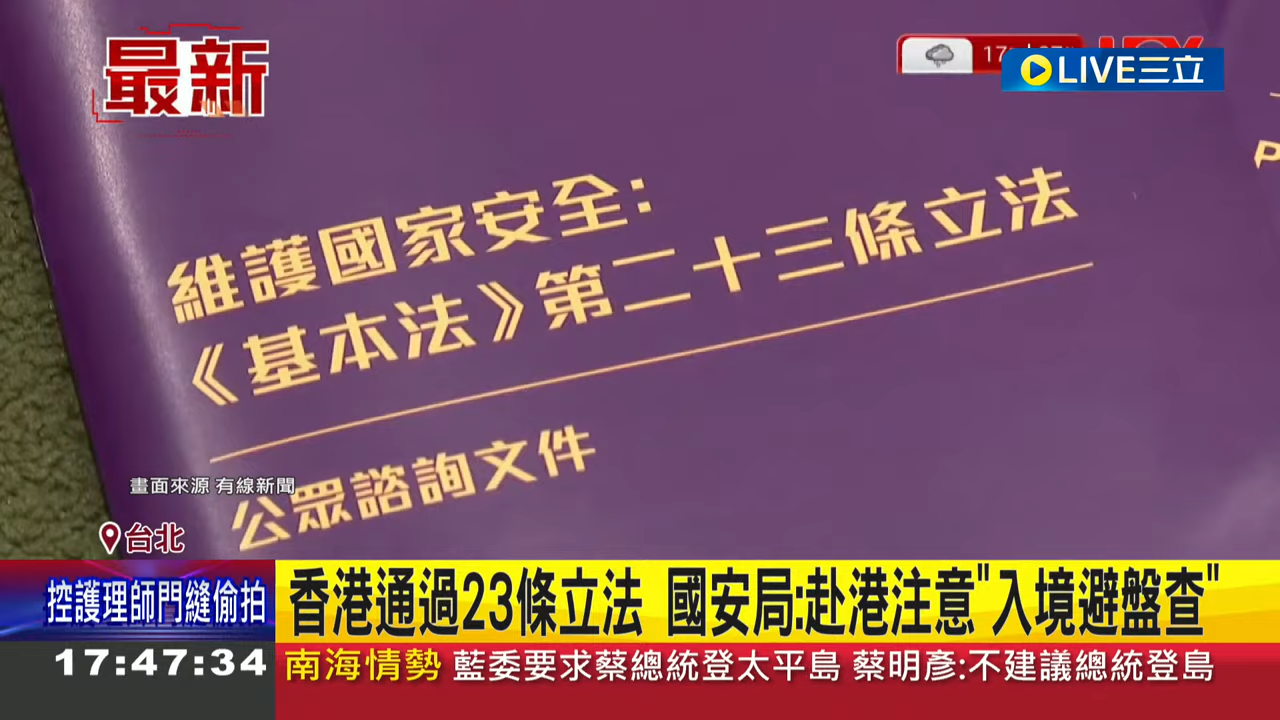 最新
LIVE三立
維護國家安全:
《基本法》第二十三條立法
公眾諮詢文件
畫面來源 有線新聞
台北
控護理師門縫偷拍
香港通過23條立法 國安局:赴港注意"入境避盤查"
17:47:34
南海情勢 藍委要求蔡總統登太平島 蔡明彥:不建議總統登島